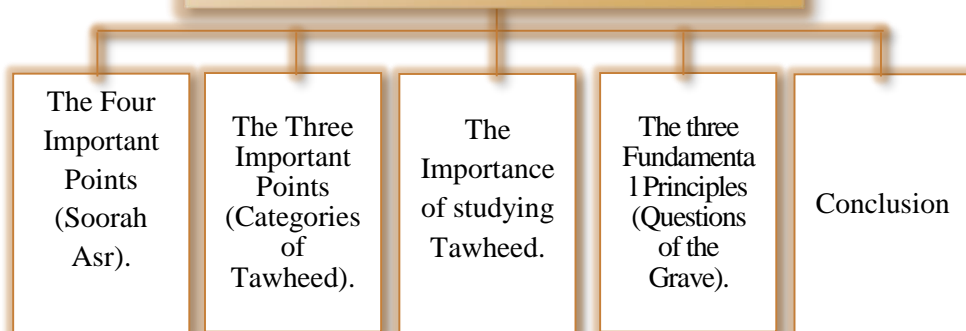 The Four
Important
Points
(Soorah
Asr).
The Three
Important
Points
(Categories
of
Tawheed).
The
Importance
of studying
Tawheed.
The three
Fundamenta
l Principles
(Questions
of the
Grave).
Conclusion